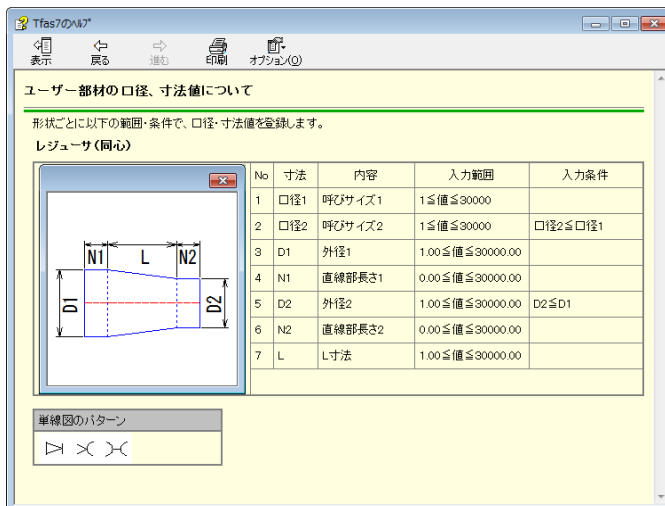 Tfas7のﾍﾙﾌﾟ
表示 戻る 進む 印刷 オプション(O)
ユーザー部材の口径、寸法値について
形状ごとに以下の範囲・条件で、口径・寸法値を登録します。
レジューサ(同心)
N1 L N2
D1 D2
No 寸法 内容 入力範囲 入力条件
1 口径1 呼びサイズ1 1≦値≦30000
2 口径2 呼びサイズ2 1≦値≦30000 口径2≦口径1
3 D1 外径1 1.00≦値≦30000.00
4 N1 直線部長さ1 0.00≦値≦30000.00
5 D2 外径2 1.00≦値≦30000.00 D2≦D1
6 N2 直線部長さ2 0.00≦値≦30000.00
7 L L寸法 1.00≦値≦30000.00
単線図のパターン